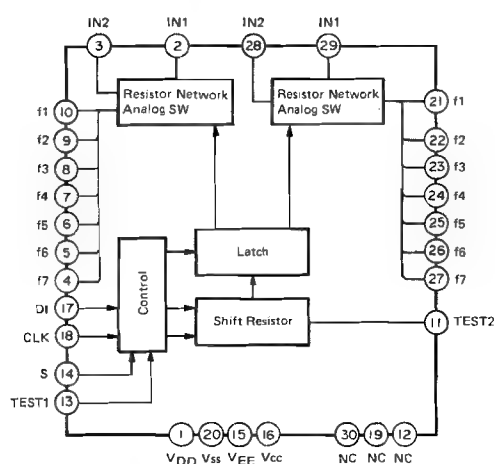 IN2 IN1 IN2 IN1
3 2 28 29
Resistor Network
Analog SW
Resistor Network
Analog SW
f1 10
f2 9
f3 8
f4 7
f5 6
f6 5
f7 4
DI 17
CLK 18
S 14
TEST1 13
21 f1
22 f2
23 f3
24 f4
25 f5
26 f6
27 f7
11 TEST2
Control
Latch
Shift Resistor
1 20 15 16 30 19 12
VDD Vss VEE Vcc NC NC NC